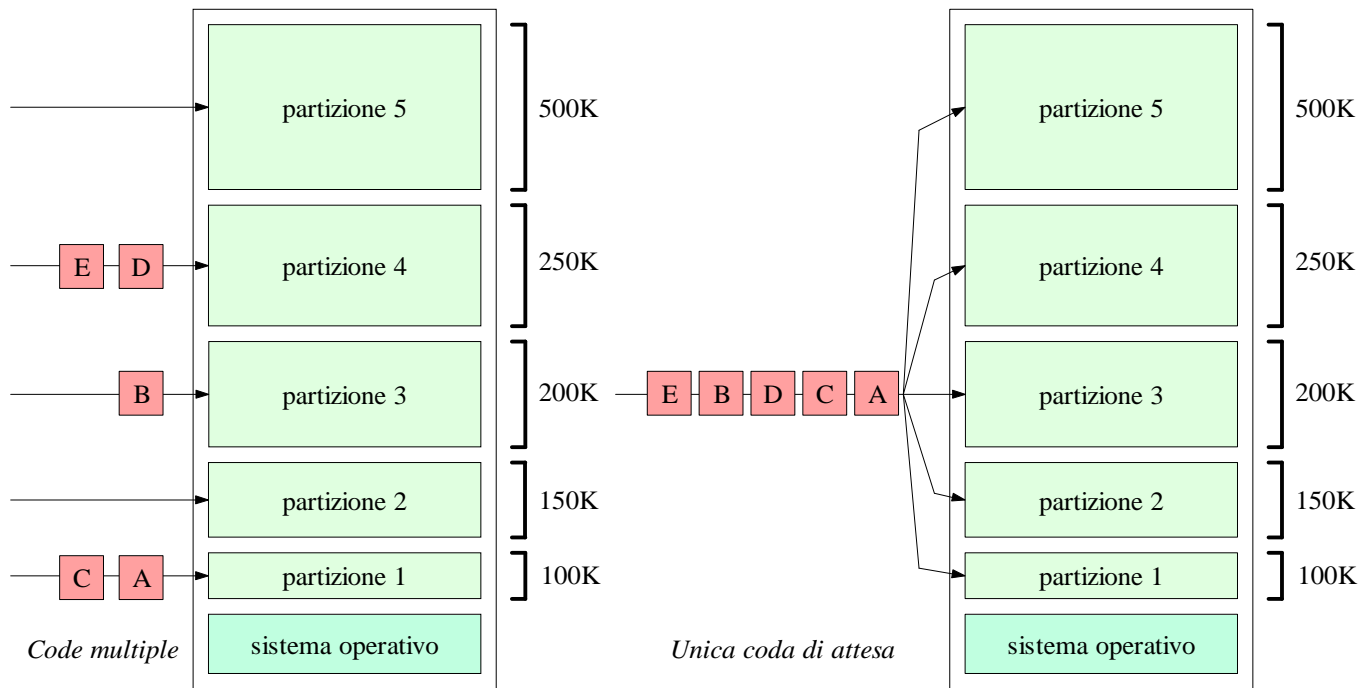 partizione 5
500K
E D
partizione 4
250K
B
partizione 3
200K
partizione 2
150K
C A
partizione 1
100K
Code multiple
sistema operativo
partizione 5
500K
partizione 4
250K
E B D C A
partizione 3
200K
partizione 2
150K
partizione 1
100K
Unica coda di attesa
sistema operativo